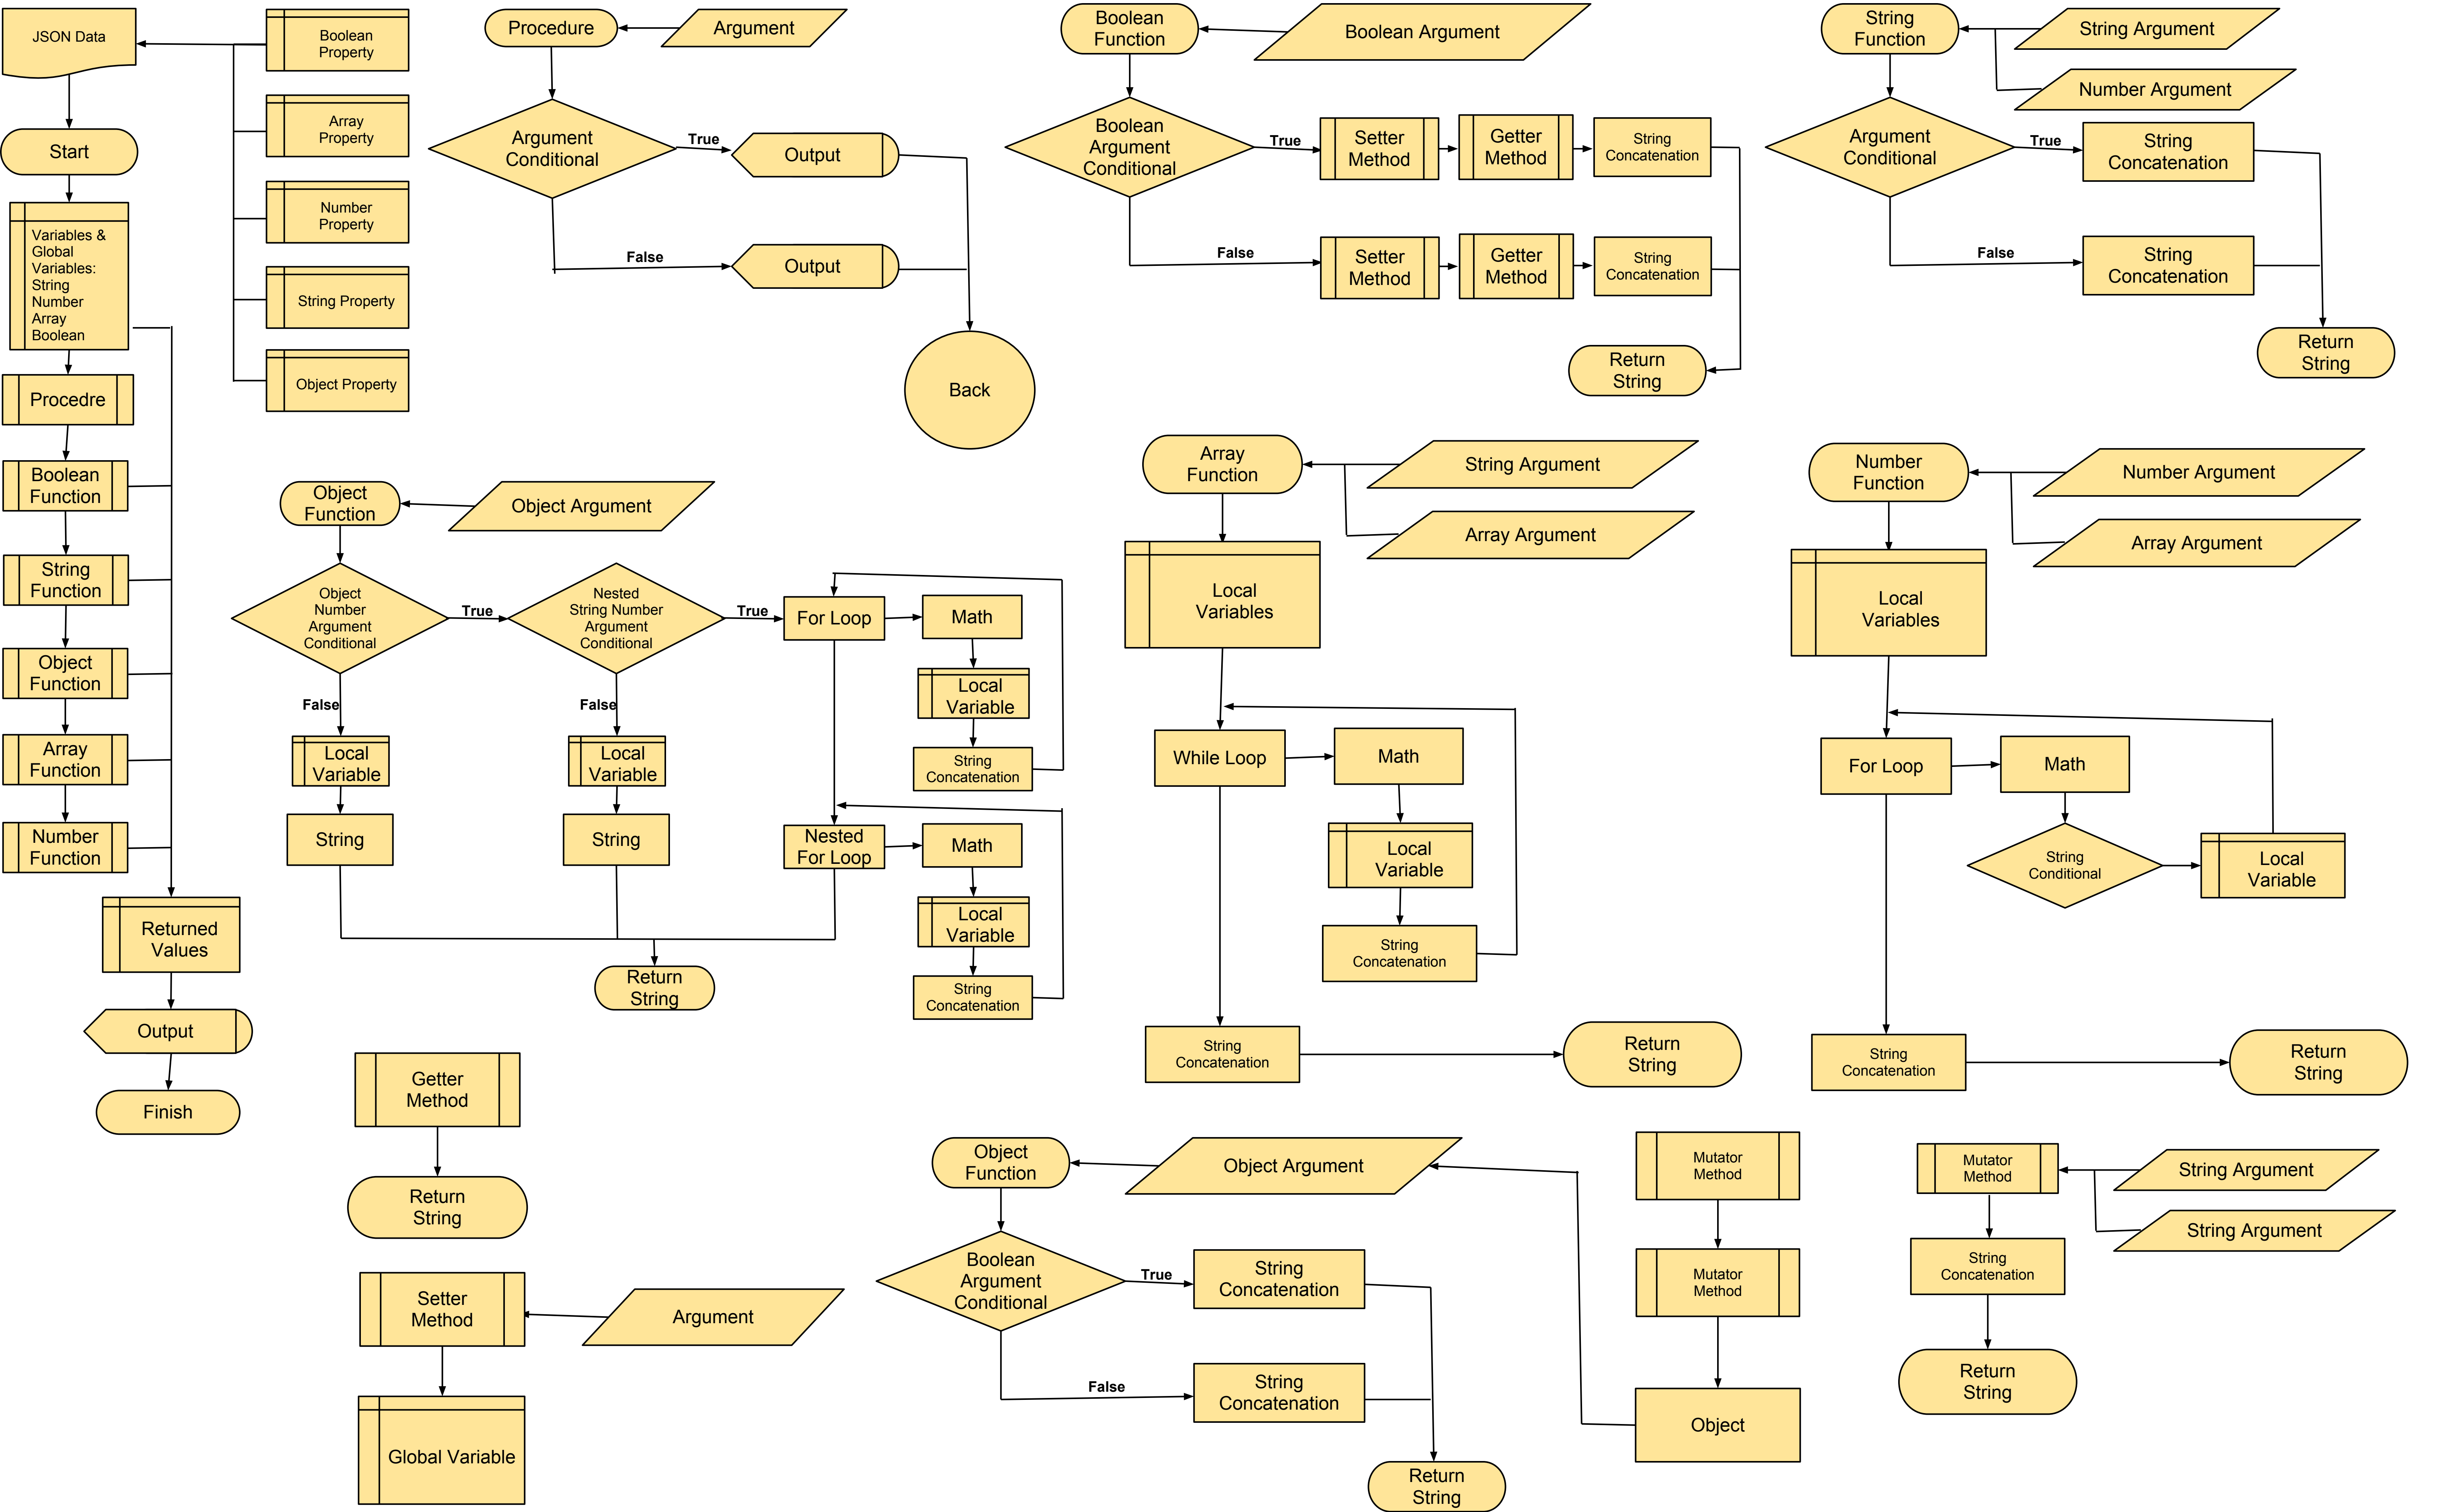 JSON Data
Start
Variables &
Global
Variables:
String
Number
Array
Boolean
Procedre
Boolean
Function
String
Function
Object
Function
Array
Function
Number
Function
Returned
Values
Output
Finish
Boolean
Property
Array
Property
Number
Property
String Property
Object Property
Procedure
Argument
Argument
Conditional
True
Output
False
Output
Back
Boolean
Function
Boolean Argument
Boolean
Argument
Conditional
True
Setter
Method
Getter
Method
String
Concatenation
False
Setter
Method
Getter
Method
String
Concatenation
Return
String
String
Function
String Argument
Number Argument
Argument
Conditional
True
String
Concatenation
False
String
Concatenation
Return
String
Object
Function
Object Argument
Object
Number
Argument
Conditional
True
Nested
String Number
Argument
Conditional
True
For Loop
Math
Local
Variable
String
Concatenation
False
Local
Variable
String
False
Local
Variable
String
Nested
For Loop
Math
Local
Variable
String
Concatenation
Return
String
Array
Function
String Argument
Array Argument
Local
Variables
While Loop
Math
Local
Variable
String
Concatenation
String
Concatenation
Return
String
Number
Function
Number Argument
Array Argument
Local
Variables
For Loop
Math
String
Conditional
Local
Variable
String
Concatenation
Return
String
Getter
Method
Return
String
Setter
Method
Argument
Global Variable
Object
Function
Object Argument
Boolean
Argument
Conditional
True
String
Concatenation
False
String
Concatenation
Return
String
Mutator
Method
Mutator
Method
Object
Mutator
Method
String Argument
String Argument
String
Concatenation
Return
String